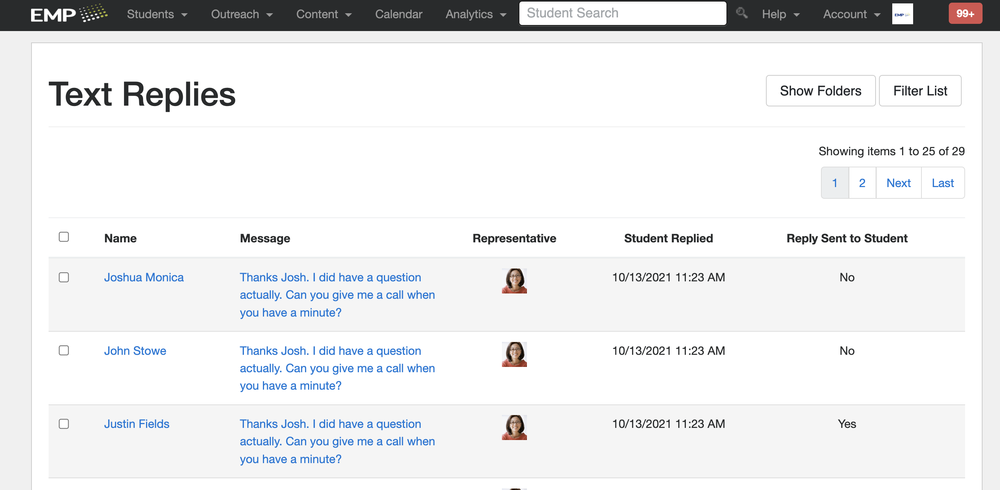 EMP Students Outreach Content Calendar Analytics Student Search Help Account EMP 99+
Text Replies
Show Folders Filter List
Showing items 1 to 25 of 29
1 2 Next Last
Name Message Representative Student Replied Reply Sent to Student
Joshua Monica Thanks Josh. I did have a question 10/13/2021 11:23 AM No
actually. Can you give me a call when
you have a minute?
John Stowe Thanks Josh. I did have a question 10/13/2021 11:23 AM No
actually. Can you give me a call when
you have a minute?
Justin Fields Thanks Josh. I did have a question 10/13/2021 11:23 AM Yes
actually. Can you give me a call when
you have a minute?